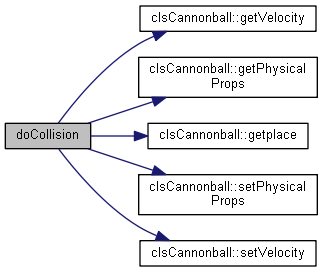 clsCannonball::getVelocity
clsCannonball::getPhysical
Props
doCollision
clsCannonball::getplace
clsCannonball::setPhysical
Props
clsCannonball::setVelocity